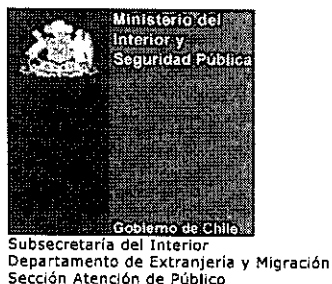 Ministerio del
Interior y
Seguridad Pública
Gobierno de Chile
Subsecretaría del Interior
Departamento de Extranjería y Migración
Sección Atención de Público